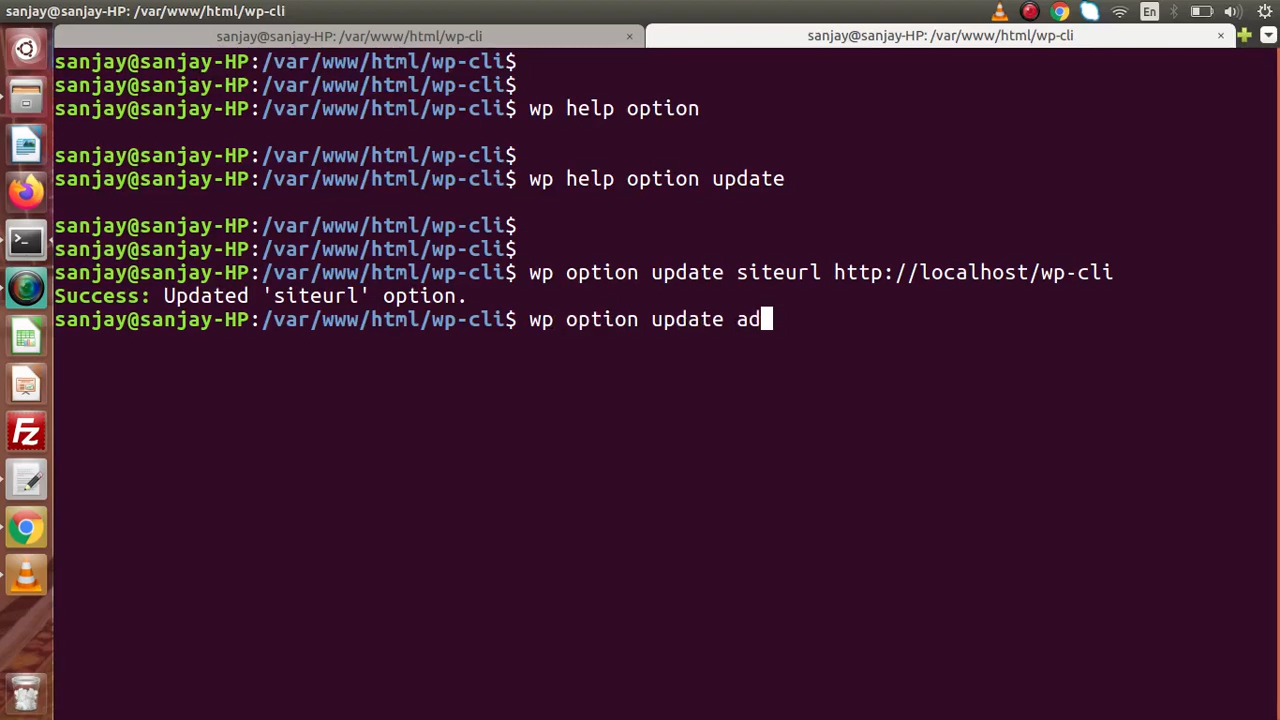 sanjay@sanjay-HP: /var/www/html/wp-cli
En
sanjay@sanjay-HP: /var/www/html/wp-cli ×
sanjay@sanjay-HP: /var/www/html/wp-cli ×
sanjay@sanjay-HP:/var/www/html/wp-cli$
sanjay@sanjay-HP:/var/www/html/wp-cli$
sanjay@sanjay-HP:/var/www/html/wp-cli$ wp help option
sanjay@sanjay-HP:/var/www/html/wp-cli$
sanjay@sanjay-HP:/var/www/html/wp-cli$ wp help option update
sanjay@sanjay-HP:/var/www/html/wp-cli$
sanjay@sanjay-HP:/var/www/html/wp-cli$
sanjay@sanjay-HP:/var/www/html/wp-cli$ wp option update siteurl http://localhost/wp-cli
Success: Updated 'siteurl' option.
sanjay@sanjay-HP:/var/www/html/wp-cli$ wp option update ad
Fz